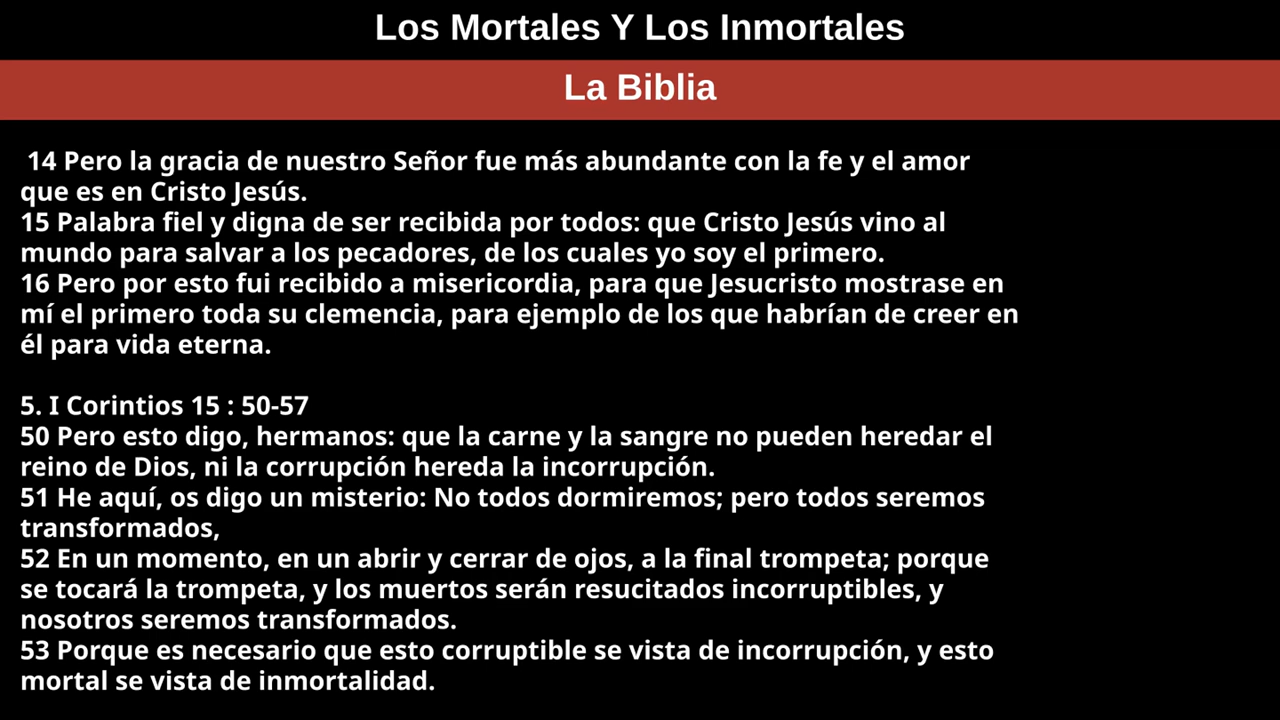 Los Mortales Y Los Inmortales
La Biblia
14 Pero la gracia de nuestro Señor fue más abundante con la fe y el amor
que es en Cristo Jesús.
15 Palabra fiel y digna de ser recibida por todos: que Cristo Jesús vino al
mundo para salvar a los pecadores, de los cuales yo soy el primero.
16 Pero por esto fui recibido a misericordia, para que Jesucristo mostrase en
mí el primero toda su clemencia, para ejemplo de los que habrían de creer en
él para vida eterna.
5. I Corintios 15 : 50-57
50 Pero esto digo, hermanos: que la carne y la sangre no pueden heredar el
reino de Dios, ni la corrupción hereda la incorrupción.
51 He aquí, os digo un misterio: No todos dormiremos; pero todos seremos
transformados,
52 En un momento, en un abrir y cerrar de ojos, a la final trompeta; porque
se tocará la trompeta, y los muertos serán resucitados incorruptibles, y
nosotros seremos transformados.
53 Porque es necesario que esto corruptible se vista de incorrupción, y esto
mortal se vista de inmortalidad.